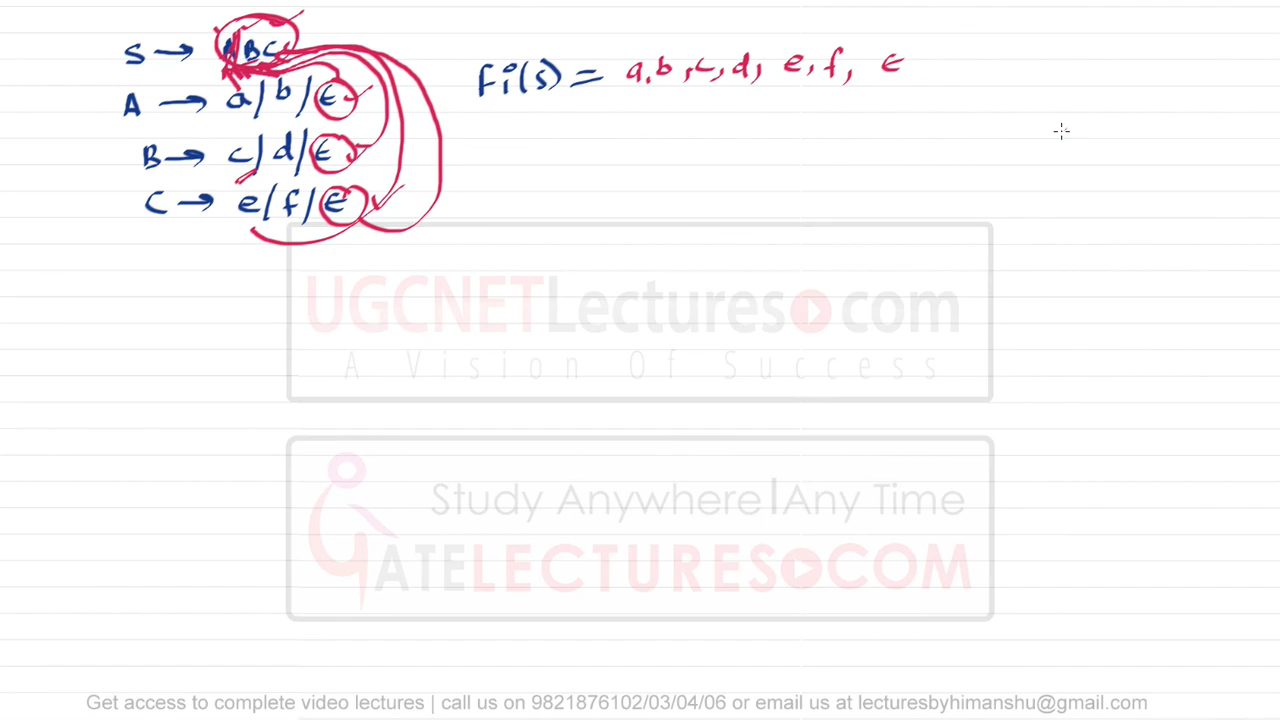 S → ABC
A → a/b/ϵ
B → c/d/ϵ
C → e/f/ϵ
Fi(s) = a,b,c,d, e,f, ϵ
UGCNETLectures.com
A Vision Of Success
Study Anywhere|Any Time
GATELECTURES.COM
Get access to complete video lectures | call us on 9821876102/03/04/06 or email us at lecturesbyhimanshu@gmail.com